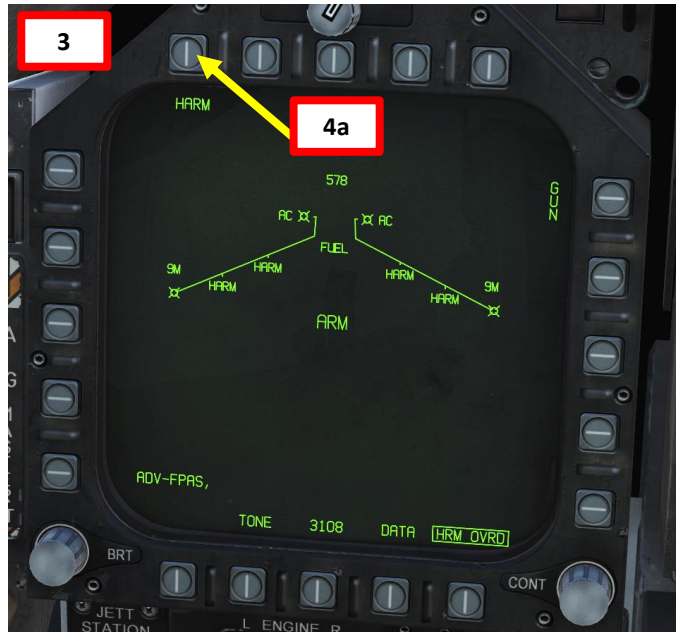 3
4a
HARM
578
GUN
AC
AC
FUEL
9M
HARM
HARM
HARM
HARM
9M
ARM
ADV-FPAS,
TONE
3108
DATA
HRM OVRD
BRT
CONT
JETT
STATION
L ENGINE R